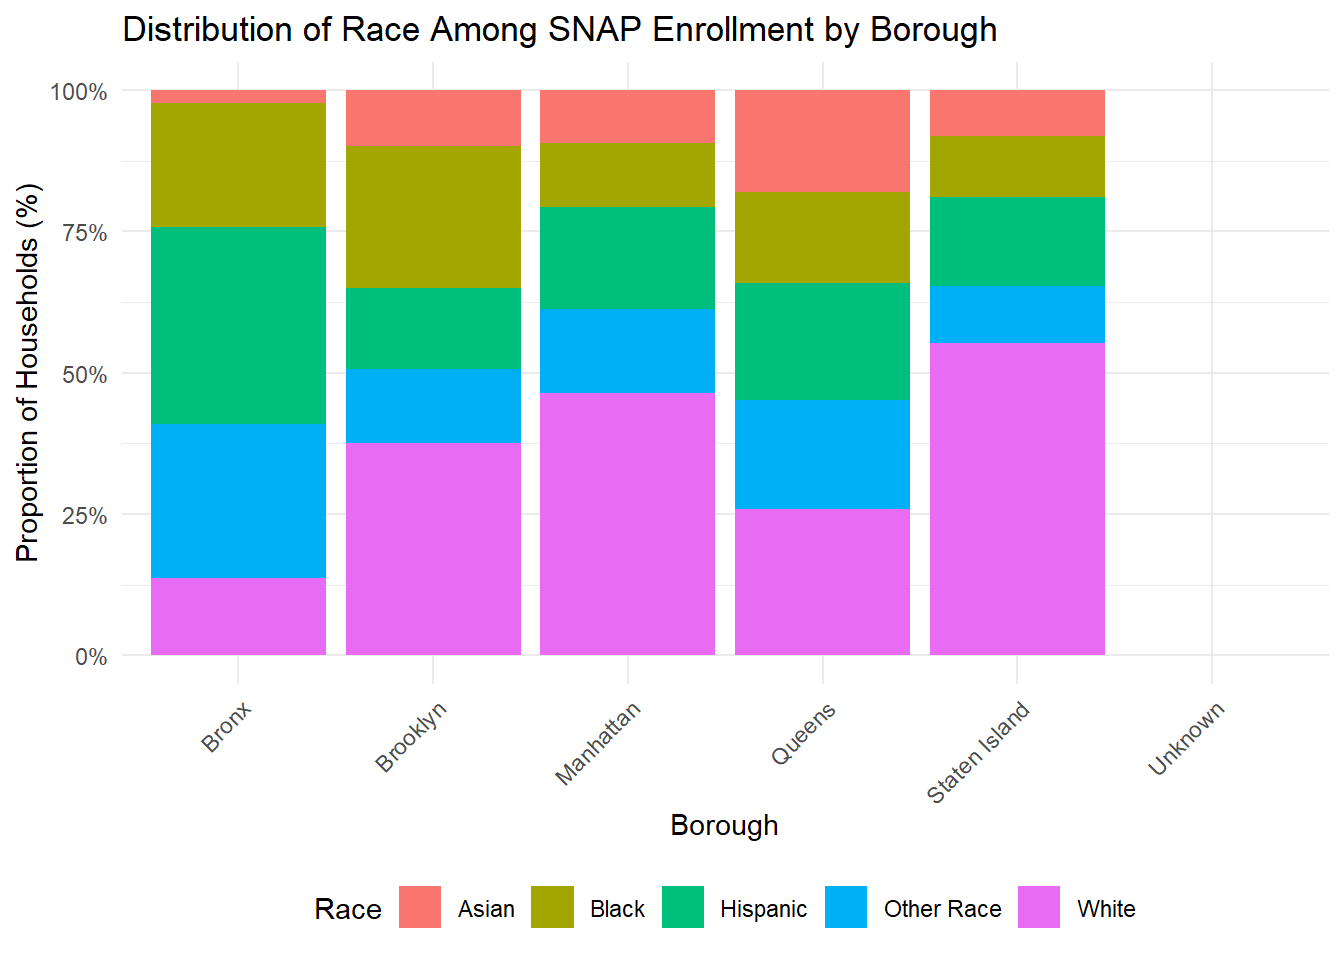 Distribution of Race Among SNAP Enrollment by Borough
Proportion of Households (%)
100%
75%
50%
25%
0%
Bronx
Brooklyn
Manhattan
Queens
Staten Island
Unknown
Borough
Race Asian Black Hispanic Other Race White